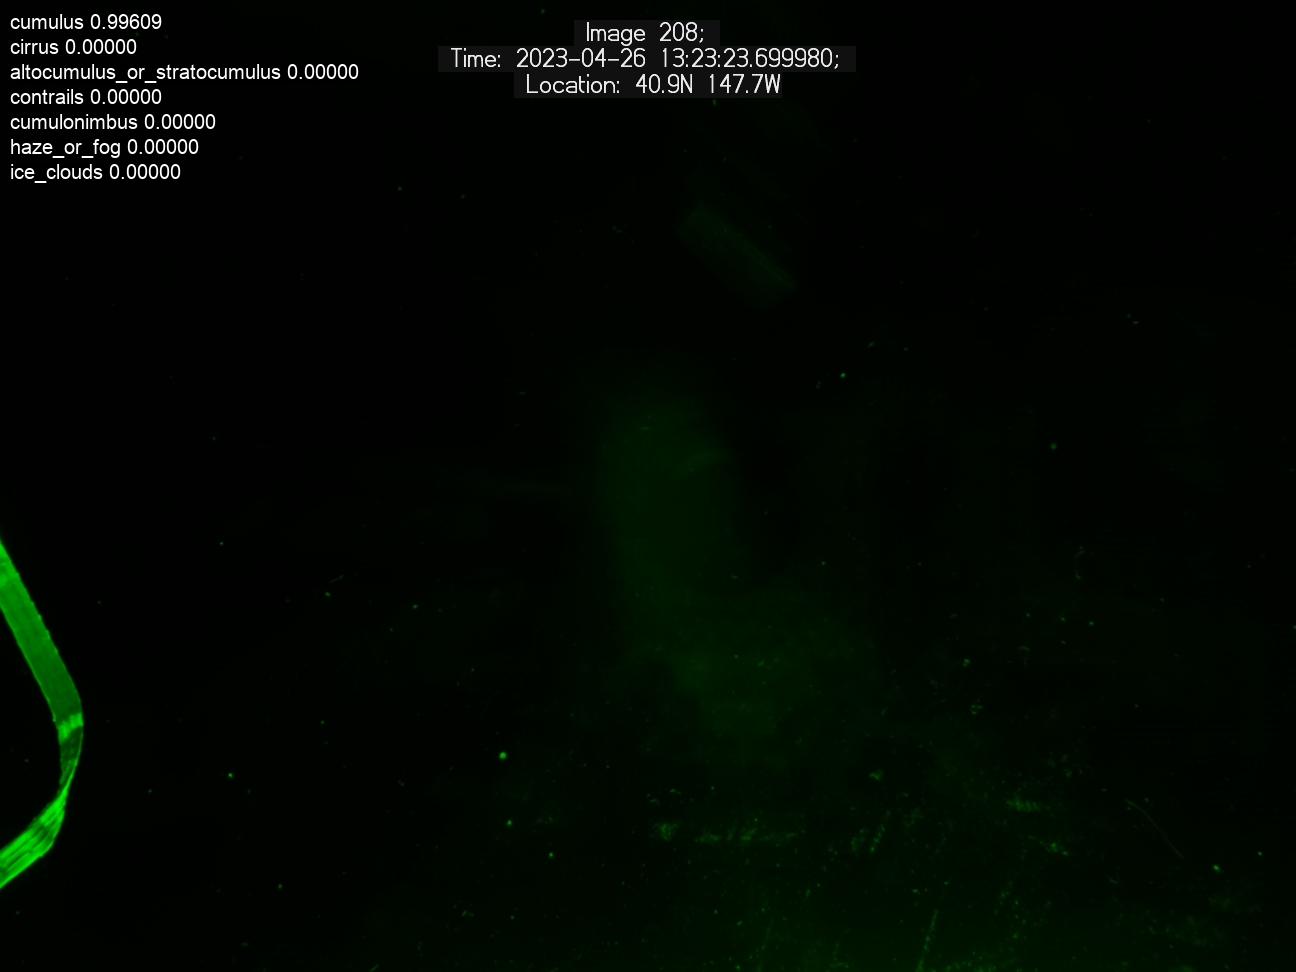 cumulus 0.99609
cirrus 0.00000
altocumulus_or_stratocumulus 0.00000
contrails 0.00000
cumulonimbus 0.00000
haze_or_fog 0.00000
ice_clouds 0.00000
Image 208;
Time: 2023-04-26 13:23:23.699980;
Location: 40.9N 147.7W